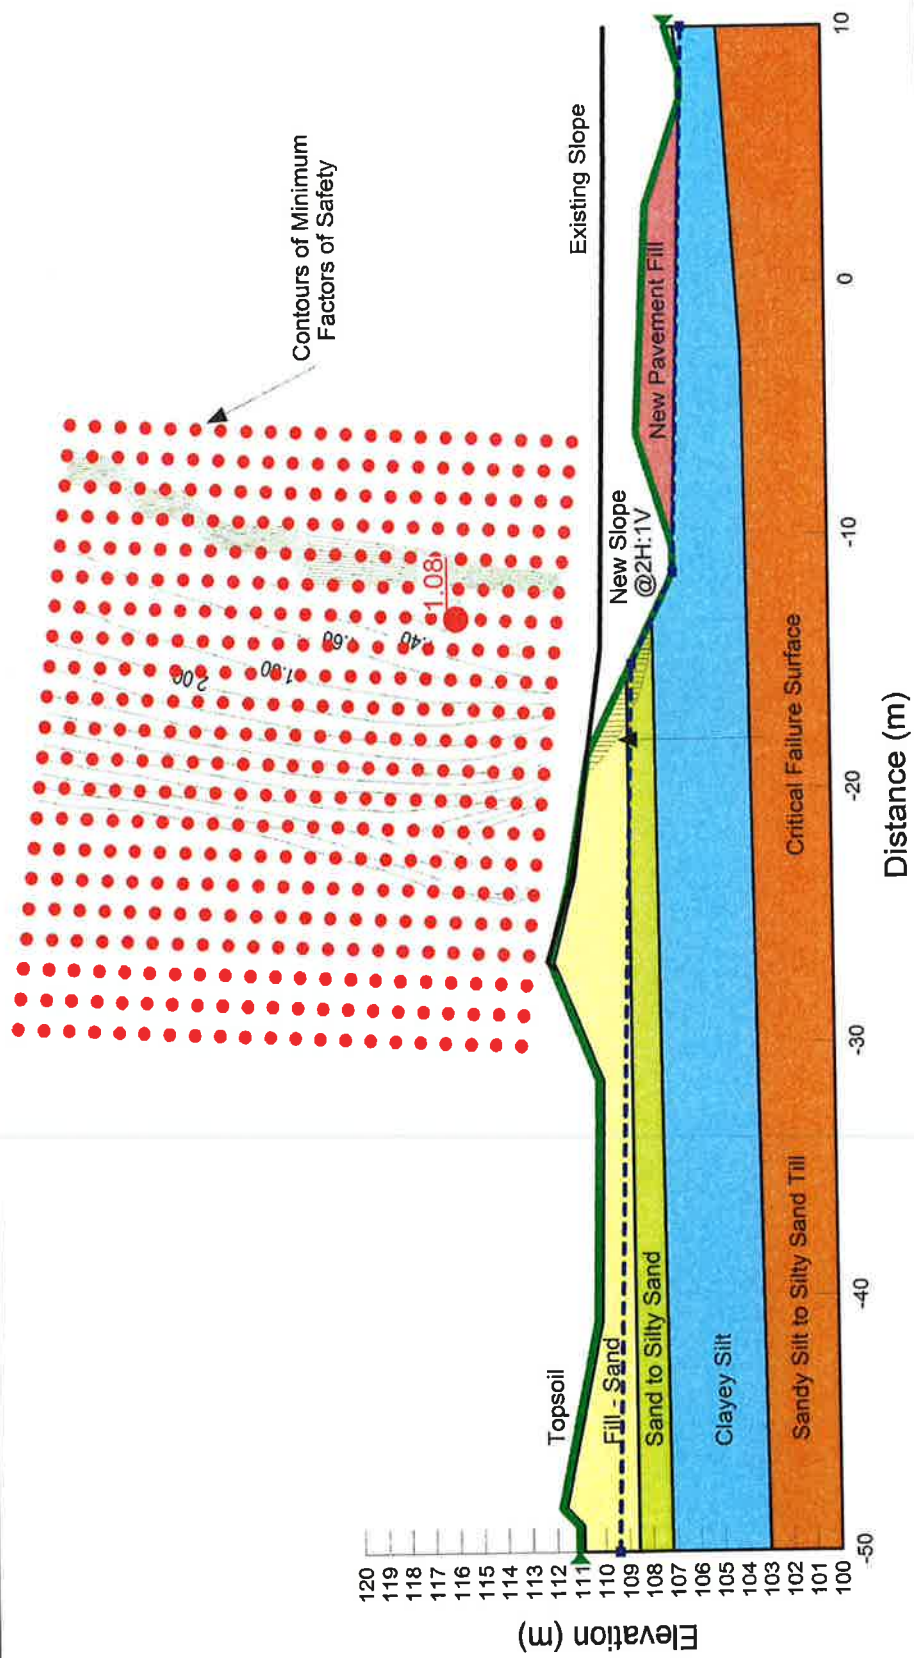 Contours of Minimum
Factors of Safety
1.08
2.00
1.60
1.40
Existing Slope
New Slope
@2H:1V
New Pavement Fill
Topsoil
Fill - Sand
Sand to Silty Sand
Clayey Silt
Sandy Silt to Silty Sand Till
Critical Failure Surface
Elevation (m)
120
119
118
117
116
115
114
113
112
111
110
109
108
107
106
105
104
103
102
101
100
-50
-40
-30
-20
-10
0
10
Distance (m)